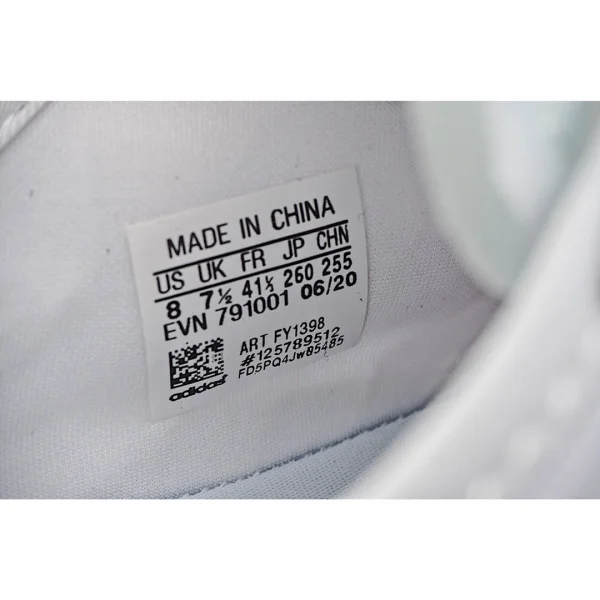 MADE IN CHINA
US UK FR JP CHN
8 7½ 41⅓ 260 255
EVN 791001 06/20
ART FY1398
#125789512
FD5PQ4JW05485
adidas